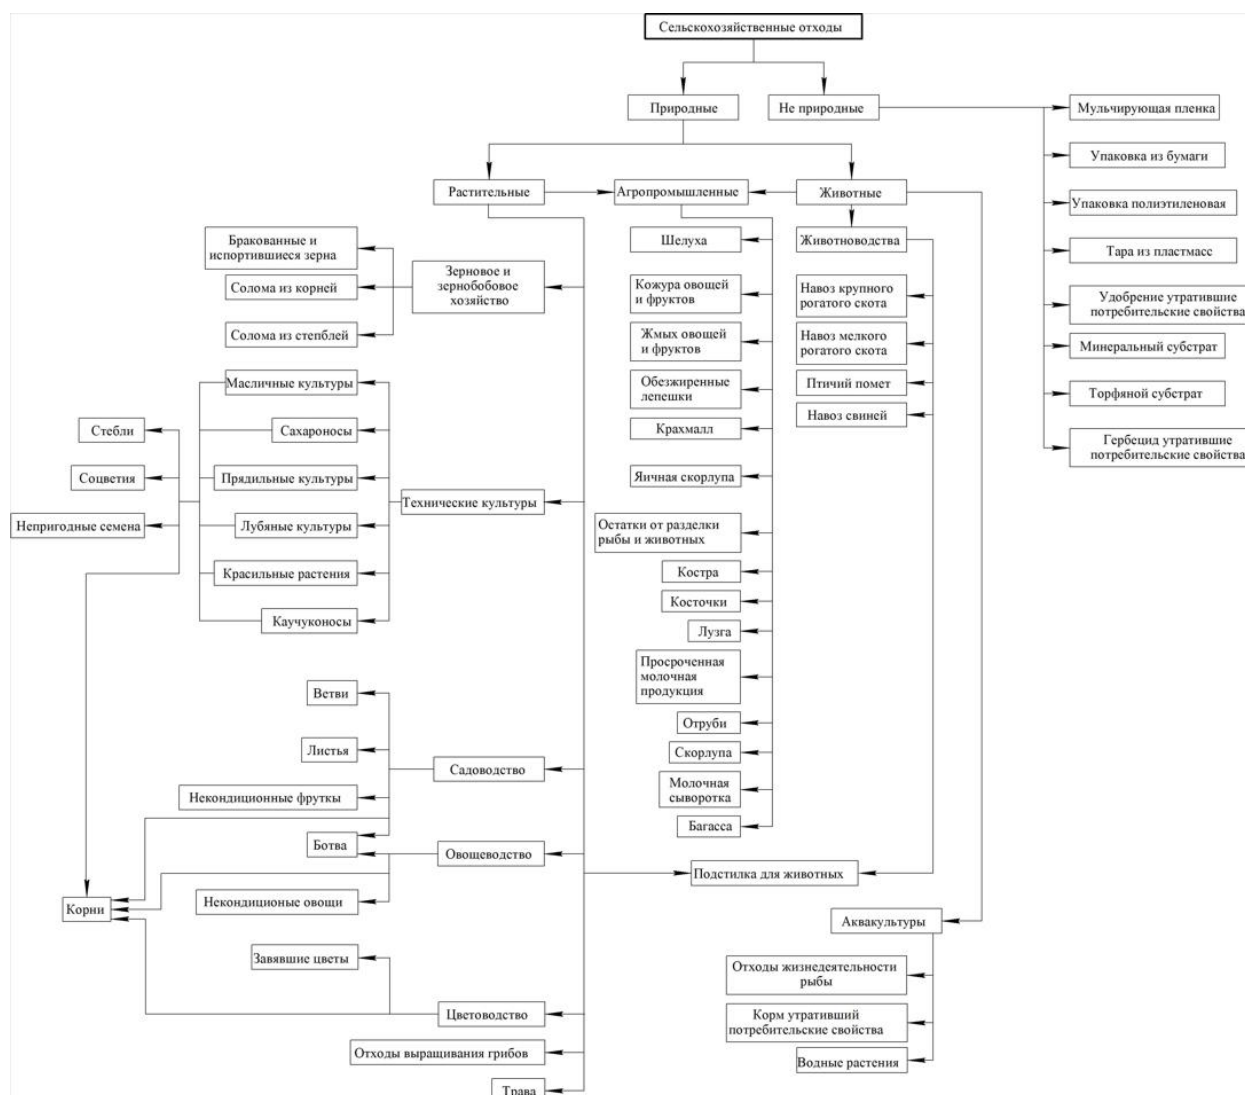 Сельскохозяйственные отходы
Природные
Не природные
Мульчирующая пленка
Упаковка из бумаги
Упаковка полиэтиленовая
Тара из пластмасс
Удобрение утратившие
потребительские свойства
Минеральный субстрат
Торфяной субстрат
Гербецид утратившие
потребительские свойства
Растительные
Агропромышленные
Животные
Бракованные и
испортившиеся зерна
Солома из корней
Солома из степблей
Зерновое и
зернобобовое
хозяйство
Масличные культуры
Сахароносы
Прядильные культуры
Лубяные культуры
Красильные растения
Каучуконосы
Технические культуры
Стебли
Соцветия
Непригодные семена
Ветви
Листья
Некондиционные фруткы
Ботва
Садоводство
Овощеводство
Некондиционые овощи
Корни
Завявшие цветы
Цветоводство
Отходы выращивания грибов
Трава
Шелуха
Кожура овощей
и фруктов
Жмых овощей
и фруктов
Обезжиренные
лепешки
Крахмалл
Яичная скорлупа
Остатки от разделки
рыбы и животных
Костра
Косточки
Лузга
Просроченная
молочная
продукция
Отруби
Скорлупа
Молочная
сыворотка
Багасса
Животноводства
Навоз крупного
рогатого скота
Навоз мелкого
рогатого скота
Птичий помет
Навоз свиней
Подстилка для животных
Аквакультуры
Отходы жизнедеятельности
рыбы
Корм утративший
потребительские свойства
Водные растения